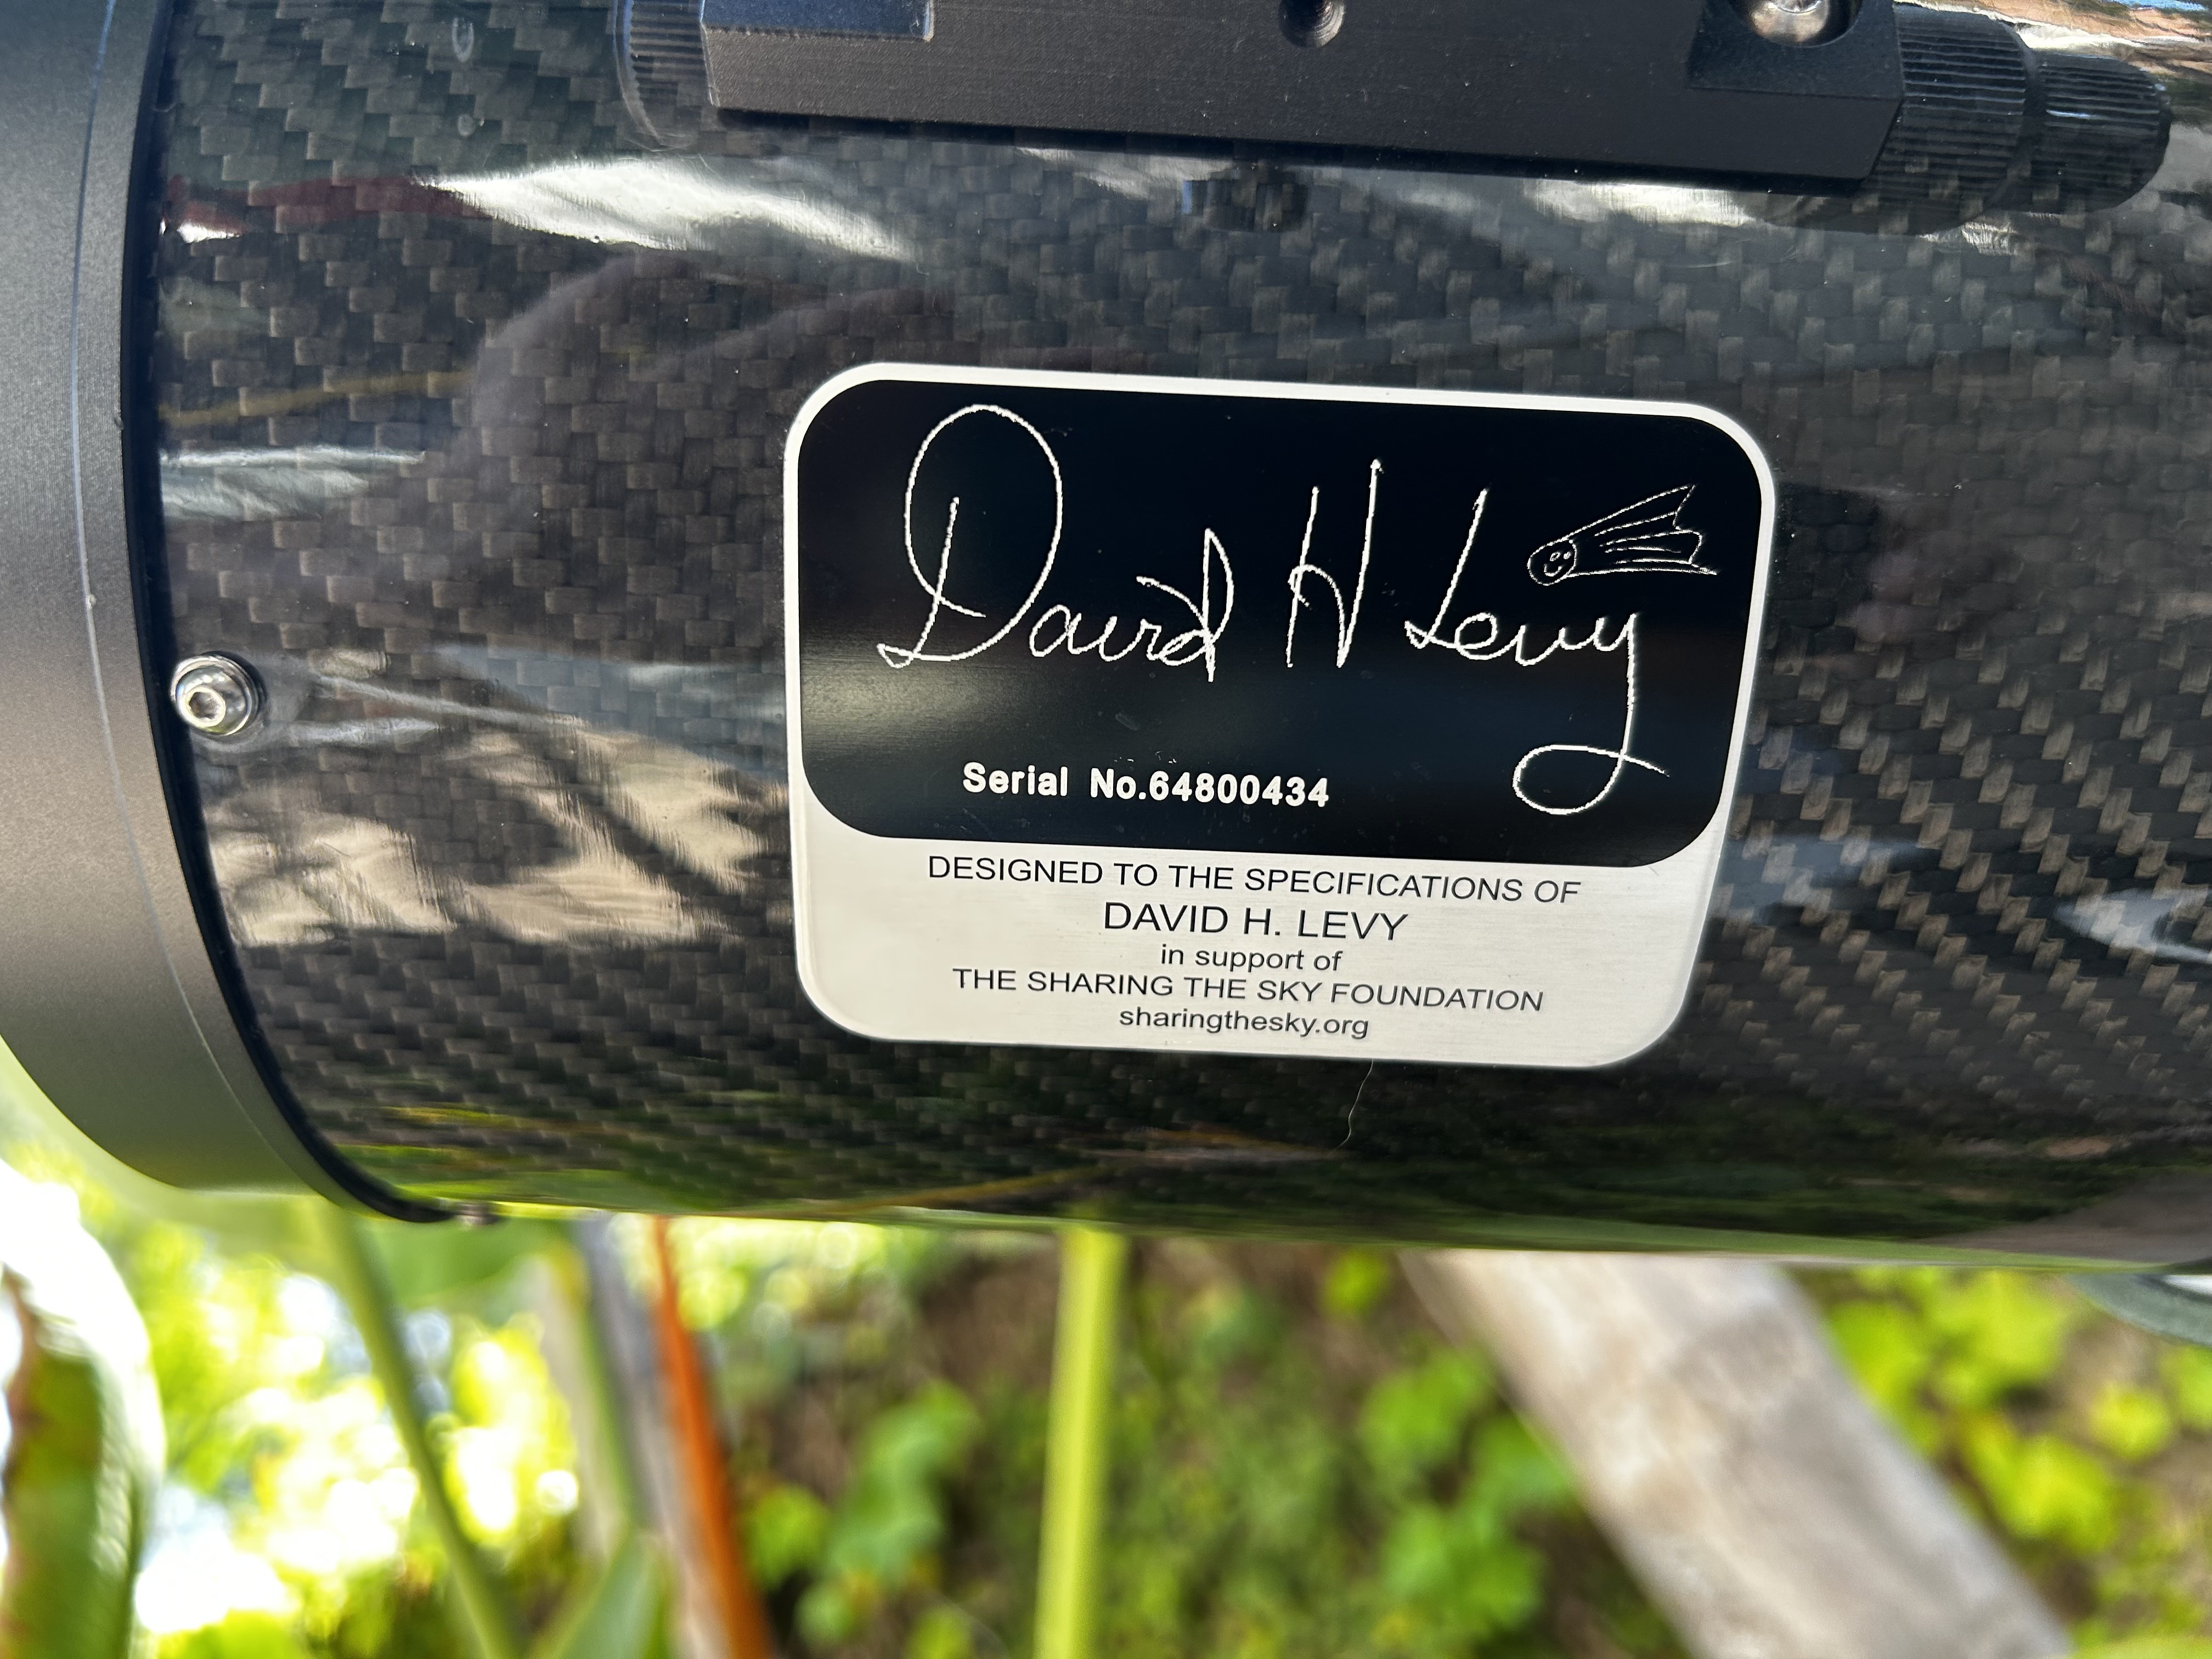 David H Levy
Serial No.64800434
DESIGNED TO THE SPECIFICATIONS OF
DAVID H. LEVY
in support of
THE SHARING THE SKY FOUNDATION
sharingthesky.org